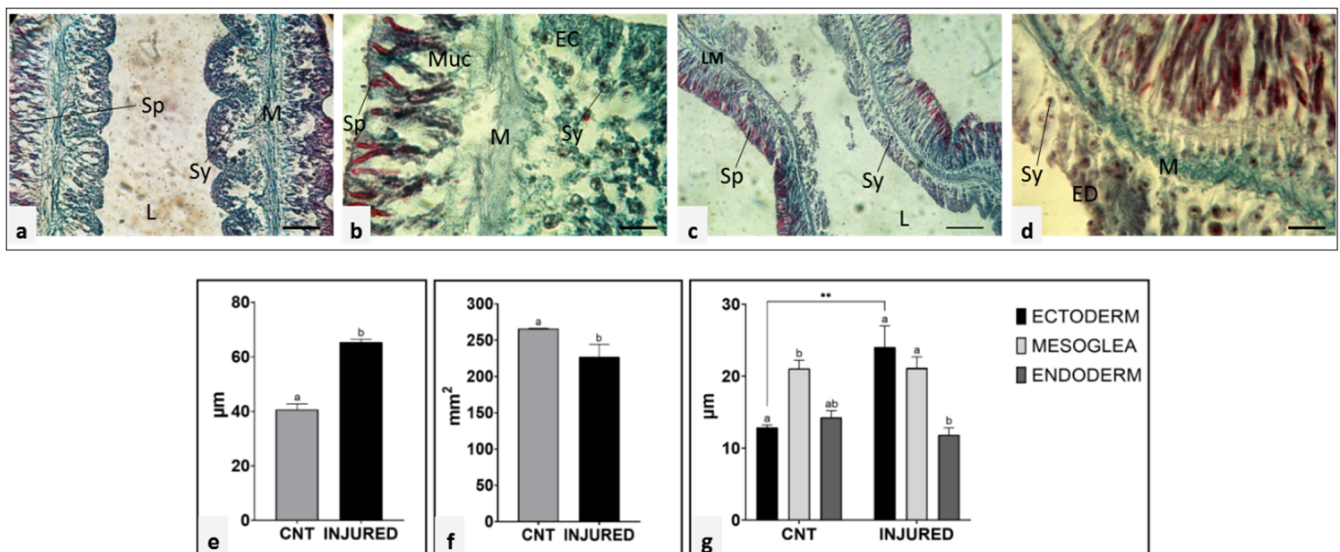 Sp
Sy
M
L
a
Sp
Muc
M
EC
Sy
b
LM
Sp
Sy
L
c
Sy
ED
M
d
80
60
40
20
0
µm
a
b
CNT INJURED
e
300
250
200
150
100
50
0
mm²
a
b
CNT INJURED
f
30
20
10
0
µm
**
a
b
ab
a
a
b
CNT INJURED
ECTODERM
MESOGLEA
ENDODERM
g